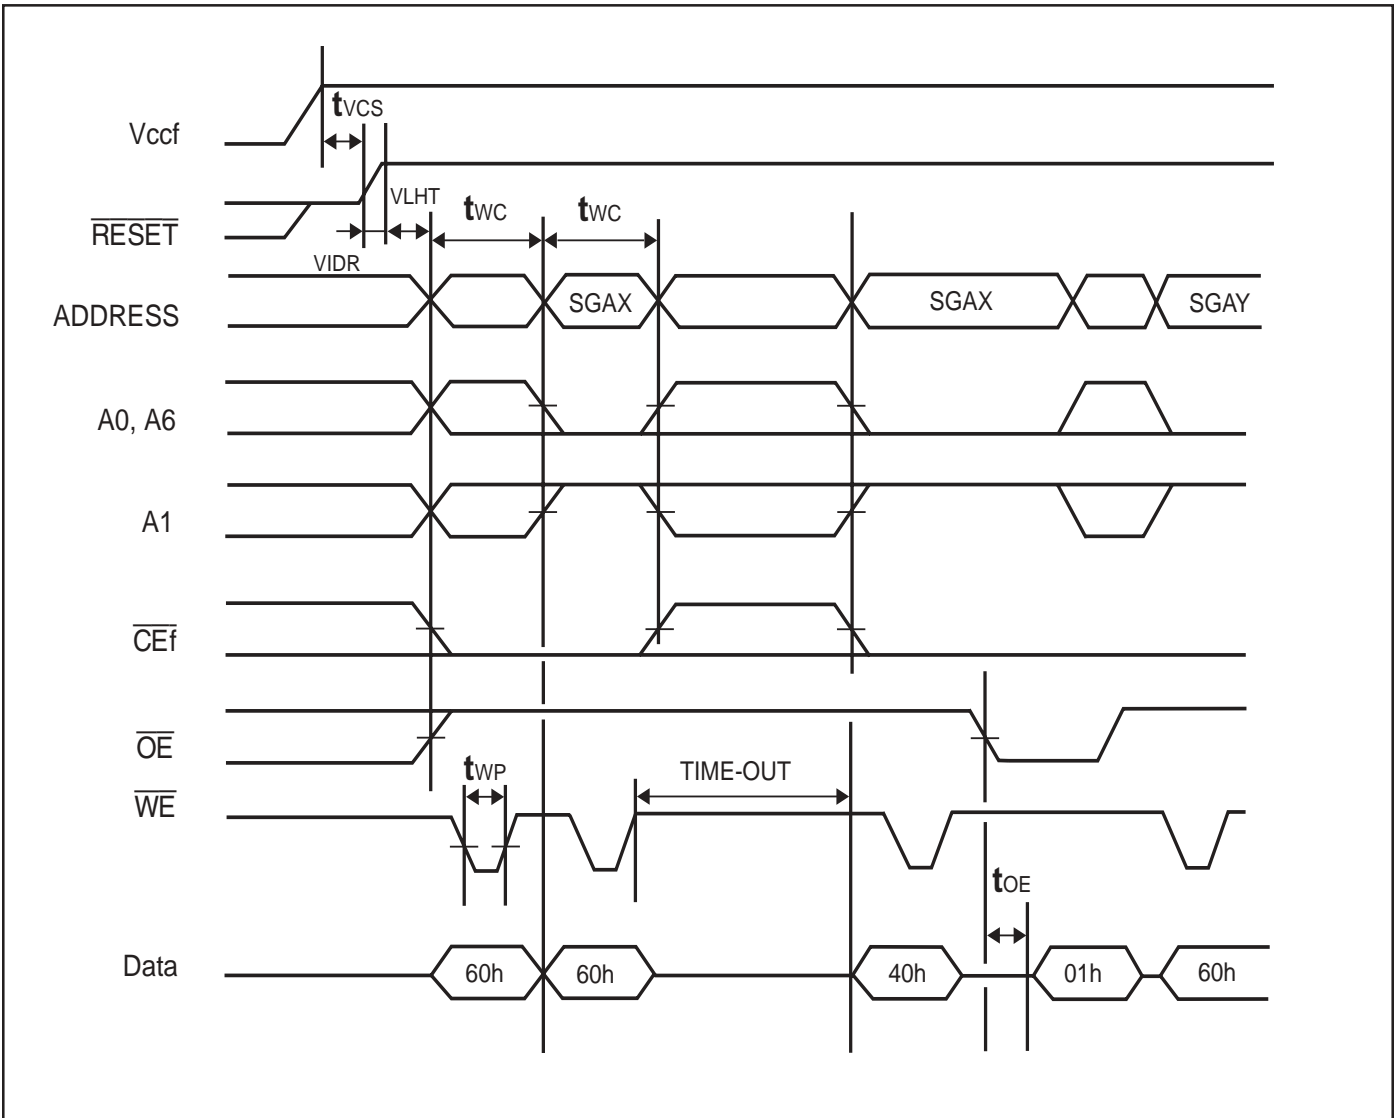 Vccf
tVCS
RESET
VLHT
tWC
tWC
VIDR
ADDRESS
SGAX
SGAX
SGAY
A0, A6
A1
CEf
OE
tWP
TIME-OUT
WE
tOE
Data
60h
60h
40h
01h
60h